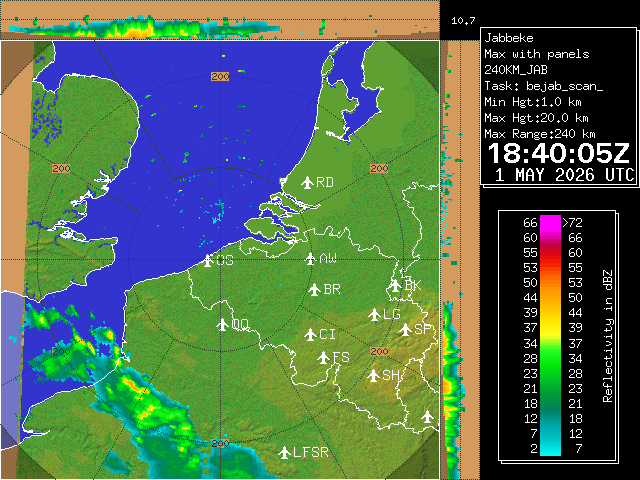 10.7
Jabbeke
Max with panels
240KM_JAB
Task: bejab_scan_
Min Hgt:1.0 km
Max Hgt:20.0 km
Max Range:240 km
18:40:05Z
1 MAY 2026 UTC
200
200
200
RD
OS
AW
BR
BK
LG
QO
CI
SP
200
200
FS
SH
200
LFSR
66 >72
60 66
55 60
53 55
50 53
44 50
39 44
37 39
34 37
28 34
23 28
21 23
18 21
12 18
7 12
2 7
Reflectivity in dBZ